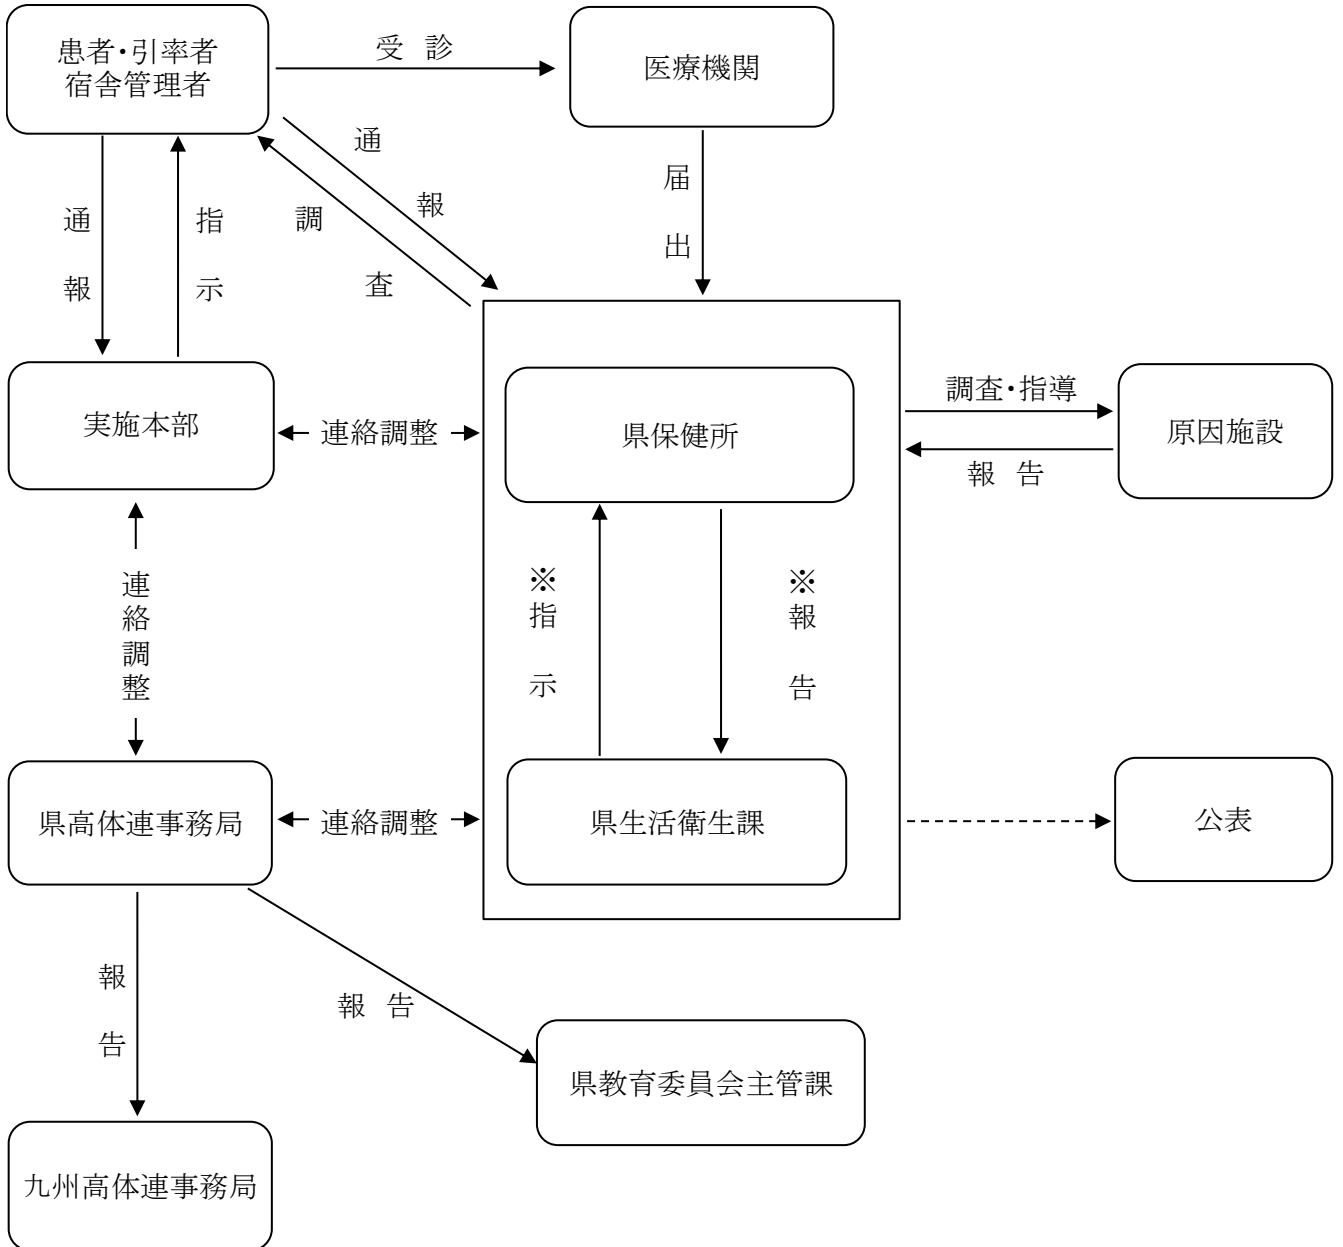 患者・引率者
宿舎管理者
受 診
医療機関
通報
指示
通報
調査
届出
実施本部
連絡調整
県保健所
調査・指導
報 告
原因施設
連絡調整
※指示
※報告
県高体連事務局
連絡調整
県生活衛生課
公表
報告
報 告
県教育委員会主管課
九州高体連事務局